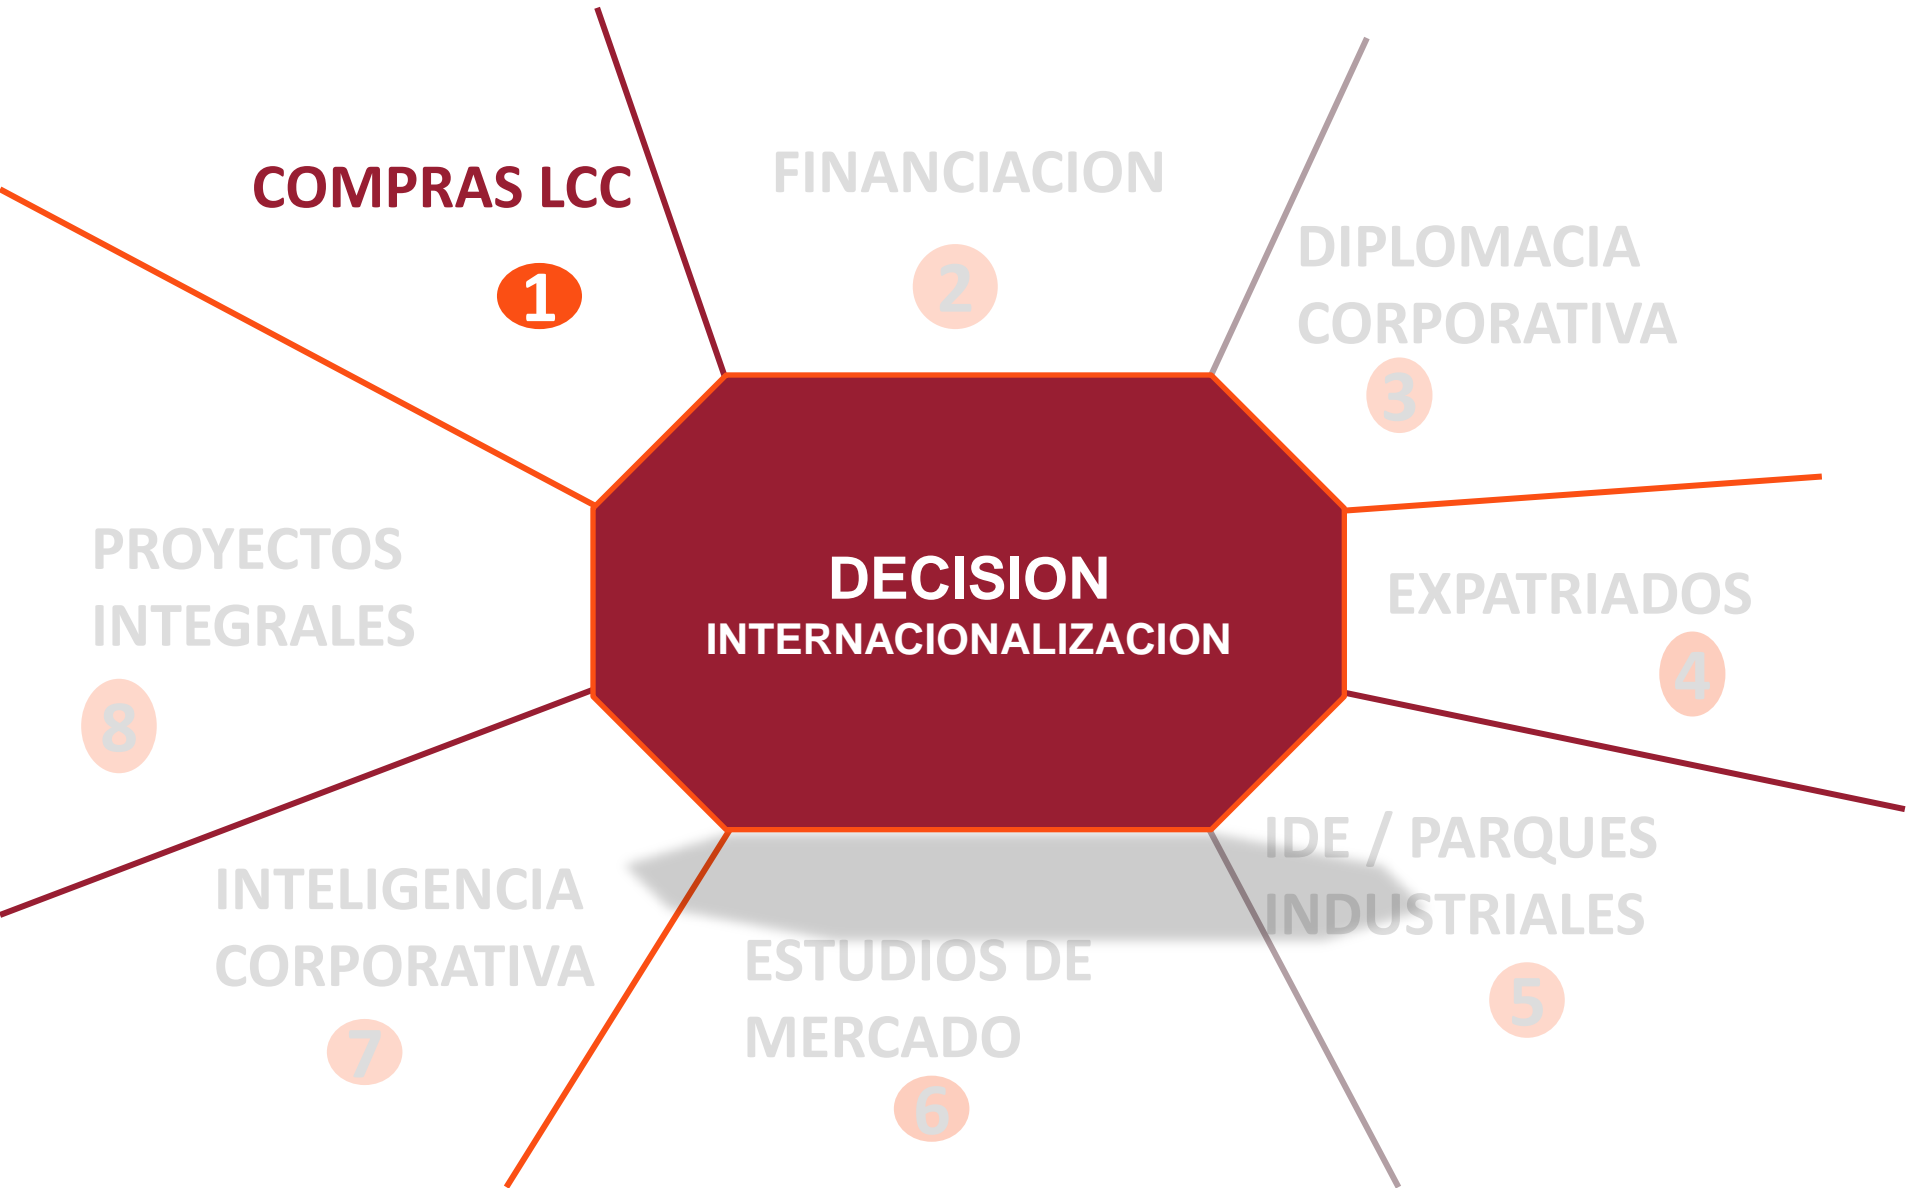 COMPRAS LCC
1
FINANCIACION
2
DIPLOMACIA
CORPORATIVA
3
EXPATRIADOS
4
IDE / PARQUES
INDUSTRIALES
5
ESTUDIOS DE
MERCADO
6
INTELIGENCIA
CORPORATIVA
7
PROYECTOS
INTEGRALES
8
DECISION
INTERNACIONALIZACION